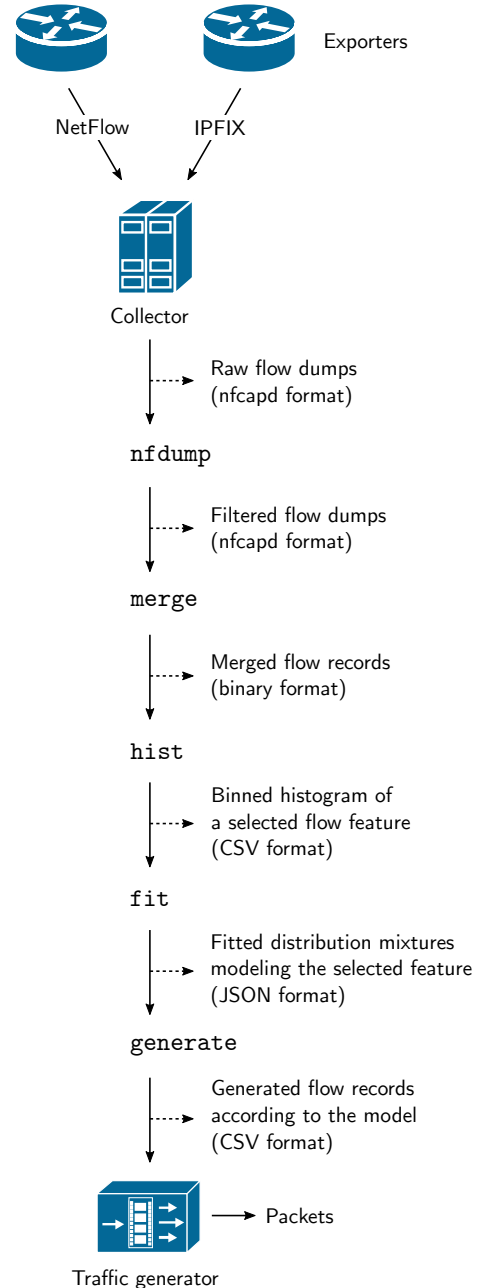 Exporters
NetFlow
IPFIX
Collector
Raw flow dumps
(nfcapd format)
nfdump
Filtered flow dumps
(nfcapd format)
merge
Merged flow records
(binary format)
hist
Binned histogram of
a selected flow feature
(CSV format)
fit
Fitted distribution mixtures
modeling the selected feature
(JSON format)
generate
Generated flow records
according to the model
(CSV format)
Packets
Traffic generator